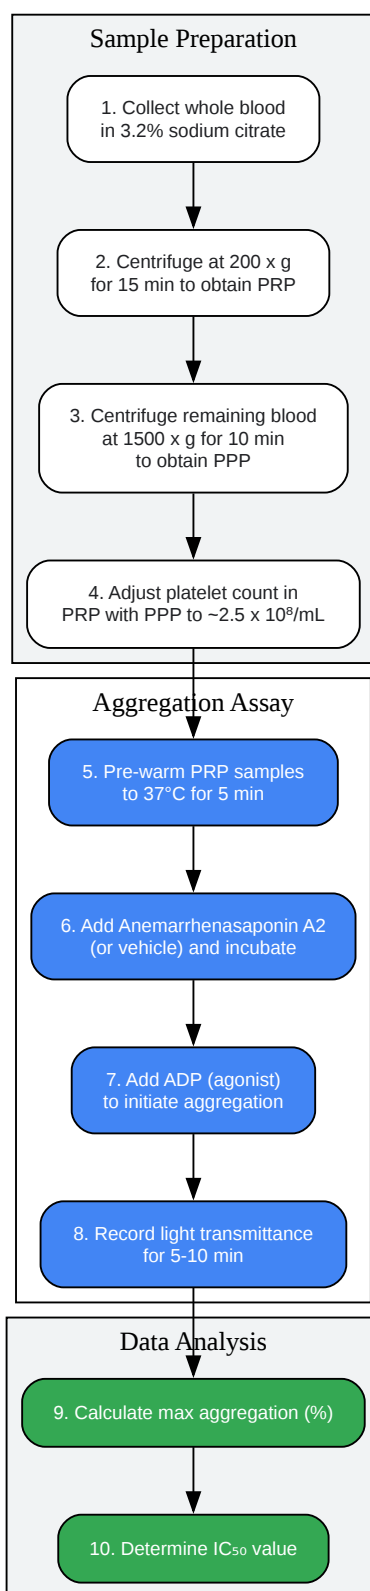 Sample Preparation
1. Collect whole blood
in 3.2% sodium citrate
2. Centrifuge at 200 x g
for 15 min to obtain PRP
3. Centrifuge remaining blood
at 1500 x g for 10 min
to obtain PPP
4. Adjust platelet count in
PRP with PPP to ~2.5 x 10⁸/mL
Aggregation Assay
5. Pre-warm PRP samples
to 37°C for 5 min
6. Add Anemarrhenasaponin A2
(or vehicle) and incubate
7. Add ADP (agonist)
to initiate aggregation
8. Record light transmittance
for 5-10 min
Data Analysis
9. Calculate max aggregation (%)
10. Determine IC₅₀ value